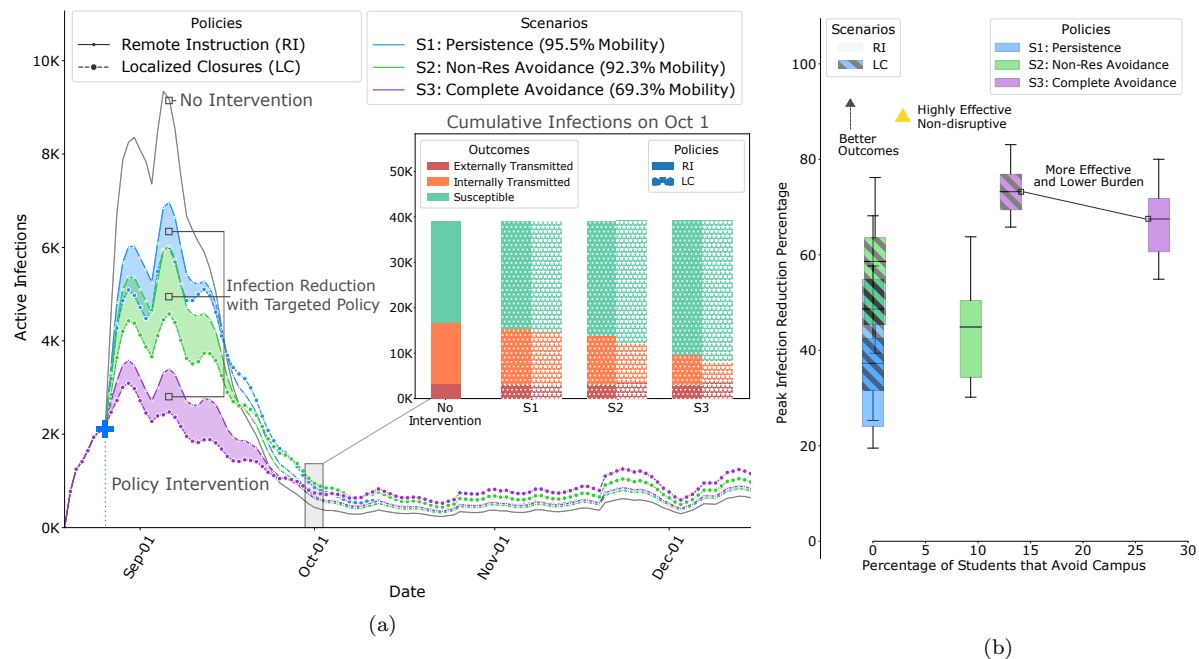 Policies
Remote Instruction (RI)
Localized Closures (LC)
Scenarios
S1: Persistence (95.5% Mobility)
S2: Non-Res Avoidance (92.3% Mobility)
S3: Complete Avoidance (69.3% Mobility)
10K
8K
6K
4K
2K
0K
Active Infections
No Intervention
Infection Reduction
with Targeted Policy
Policy Intervention
Sep-01
Oct-01
Nov-01
Dec-01
Date
Cumulative Infections on Oct 1
Outcomes
Externally Transmitted
Internally Transmitted
Susceptible
Policies
RI
LC
50K
40K
30K
20K
10K
0K
No
Intervention
S1
S2
S3
(a)
Scenarios
RI
LC
Policies
S1: Persistence
S2: Non-Res Avoidance
S3: Complete Avoidance
Better
Outcomes
Highly Effective
Non-disruptive
More Effective
and Lower Burden
100
80
60
40
20
0
Peak Infection Reduction Percentage
0
5
10
15
20
25
30
Percentage of Students that Avoid Campus
(b)